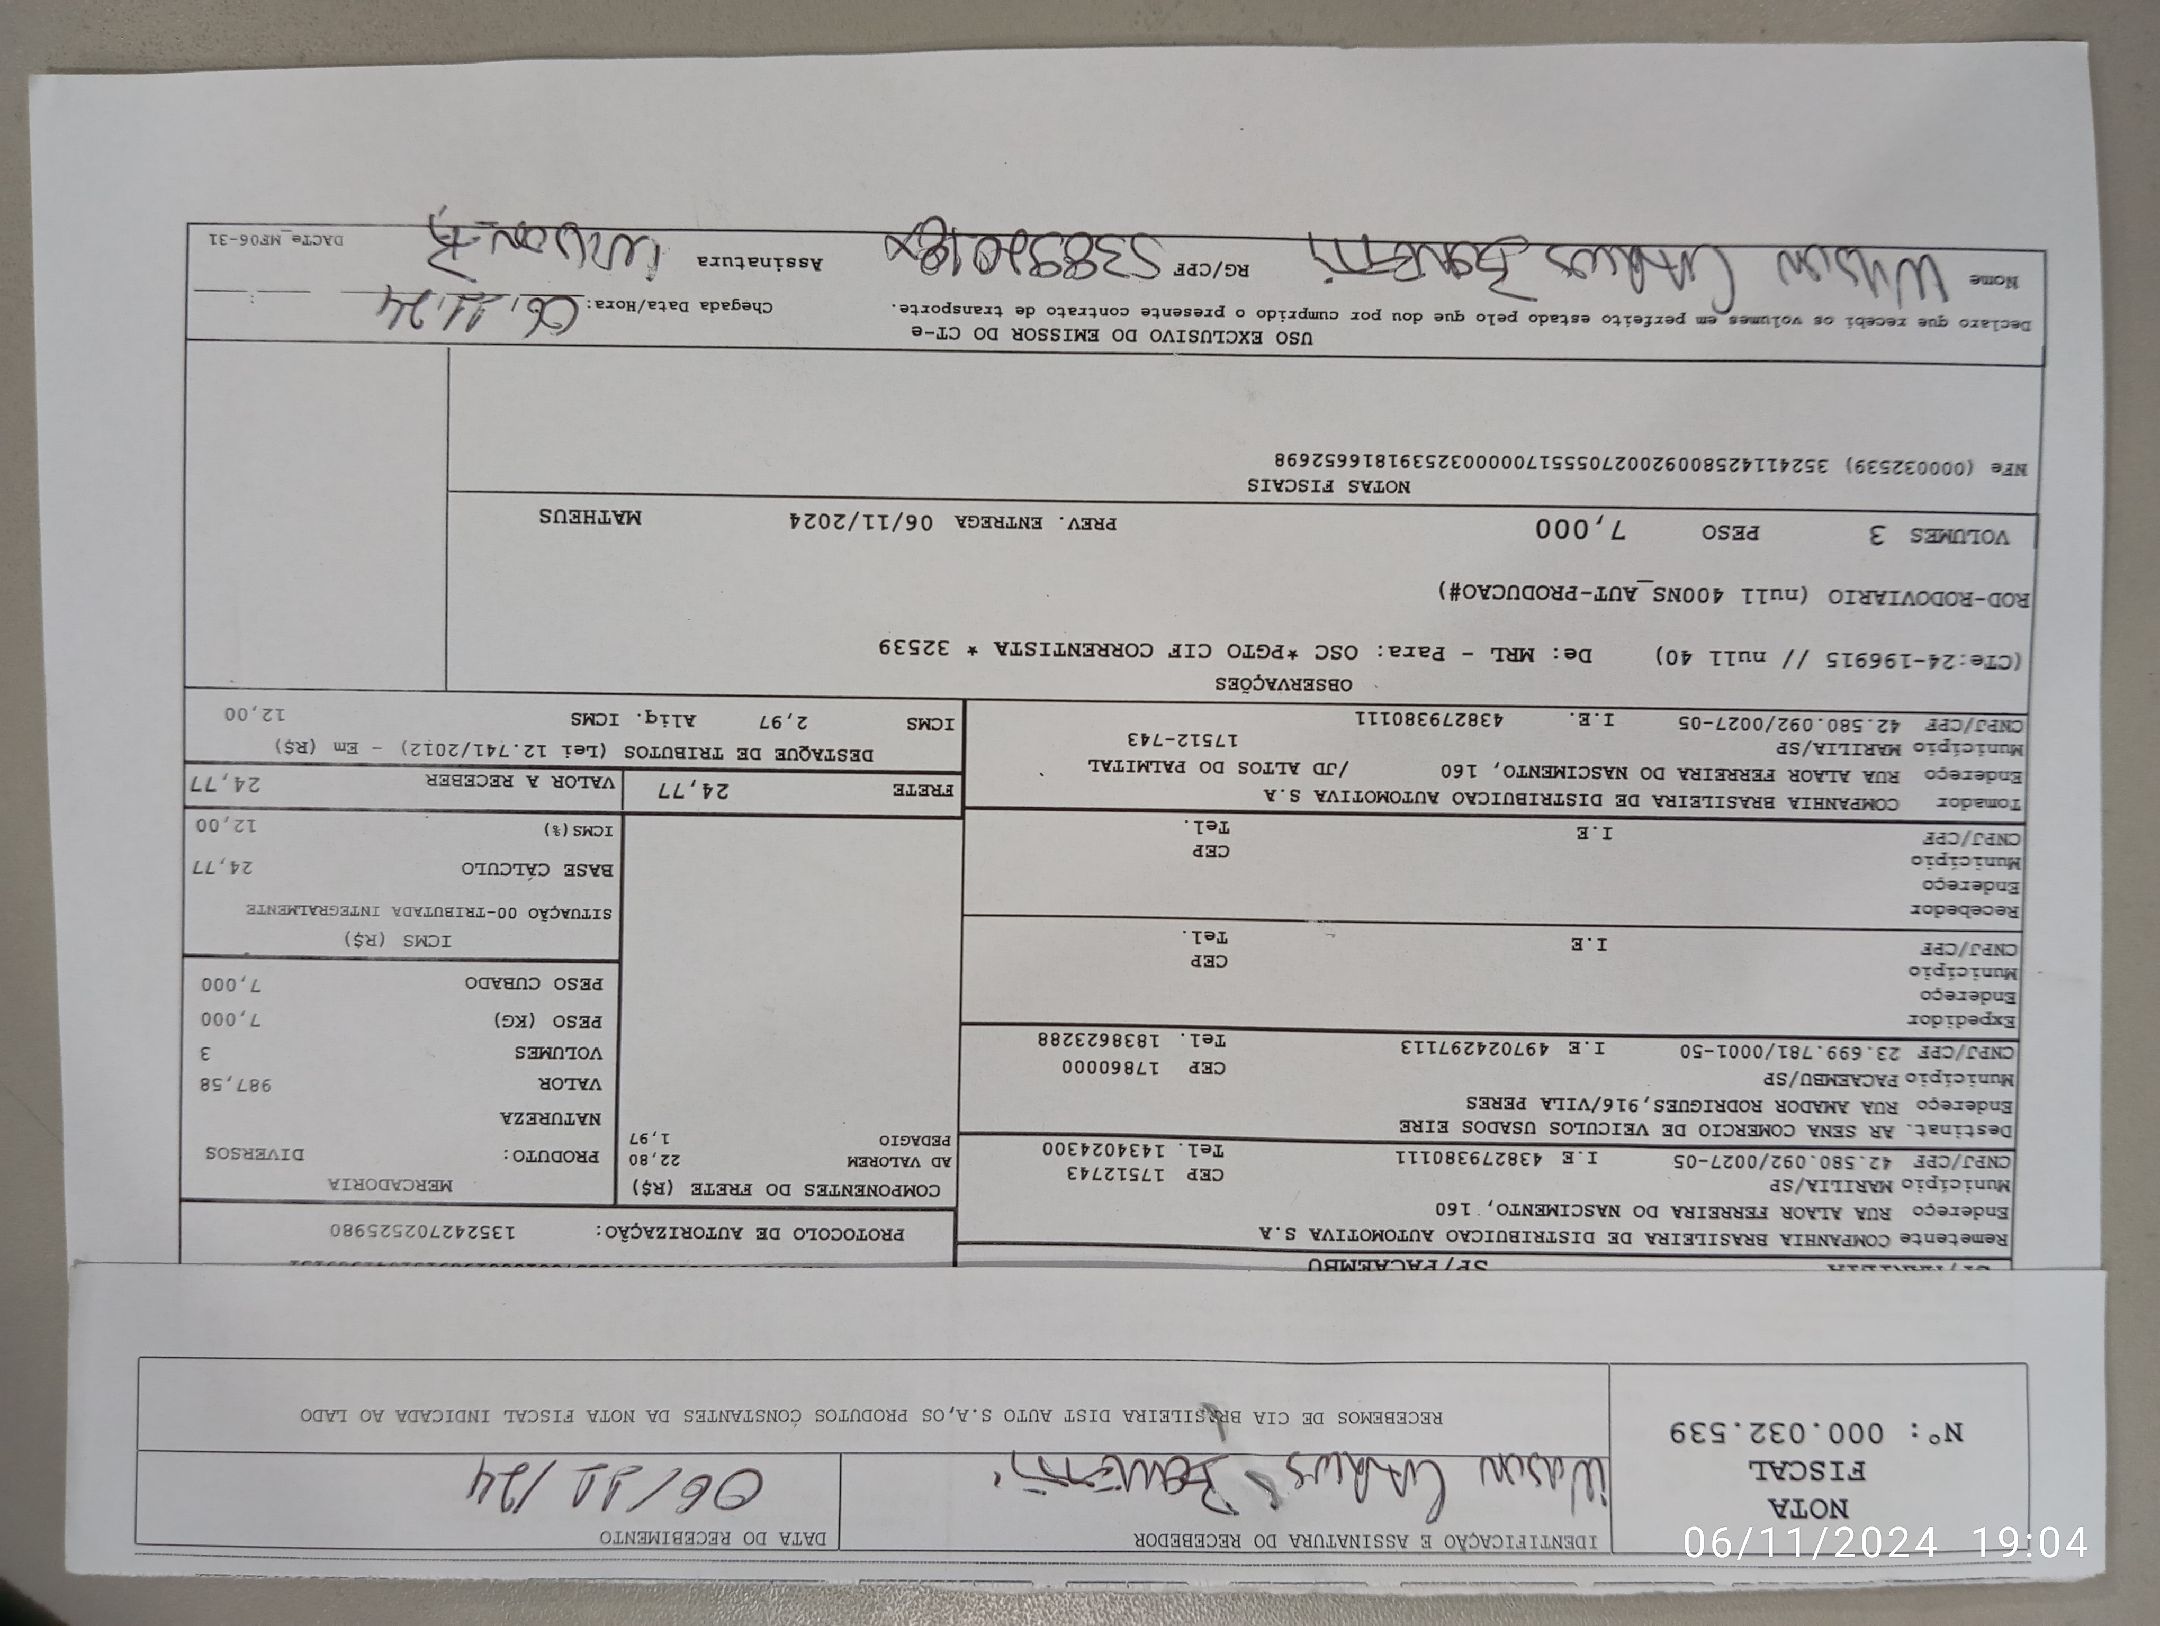 IDENTIFICAÇÃO E ASSINATURA DO RECEBEDOR DATA DO RECEBIMENTO
NOTA
FISCAL
Nº: 000.032.539
Wilson Carlos 06/11/24
RECEBEMOS DE CIA BRASILEIRA DIST AUTO S.A,OS PRODUTOS CONSTANTES DA NOTA FISCAL INDICADA AO LADO
SP/PACAEMBU
Remetente COMPANHIA BRASILEIRA DE DISTRIBUICAO AUTOMOTIVA S.A
Endereço RUA ALAOR FERREIRA DO NASCIMENTO, 160
Município MARILIA/SP CEP 17512743
CNPJ/CPF 42.580.092/0027-05 I.E 438279380111 Tel. 1434024300
Destinat. AR SENA COMERCIO DE VEICULOS USADOS EIRE
Endereço RUA AMADOR RODRIGUES,916/VILA PERES
Município PACAEMBU/SP CEP 17860000
CNPJ/CPF 23.699.781/0001-50 I.E 497024297113 Tel. 1838623288
Expedidor
Endereço
Município CEP
CNPJ/CPF I.E Tel.
Recebedor
Endereço
Município CEP
CNPJ/CPF I.E Tel.
Tomador COMPANHIA BRASILEIRA DE DISTRIBUICAO AUTOMOTIVA S.A
Endereço RUA ALAOR FERREIRA DO NASCIMENTO, 160 /JD ALTOS DO PALMITAL
Município MARILIA/SP 17512-743
CNPJ/CPF 42.580.092/0027-05 I.E. 438279380111
PROTOCOLO DE AUTORIZAÇÃO: 135242702525980
COMPONENTES DO FRETE (R$)
AD VALOREM 22,80
PEDAGIO 1,97
MERCADORIA
PRODUTO: DIVERSOS
NATUREZA
VALOR 987,58
VOLUMES 3
PESO (KG) 7,000
PESO CUBADO 7,000
ICMS (R$)
SITUAÇÃO 00-TRIBUTADA INTEGRALMENTE
BASE CÁLCULO 24,77
ICMS(%) 12,00
FRETE 24,77 VALOR A RECEBER 24,77
DESTAQUE DE TRIBUTOS (Lei 12.741/2012) - Em (R$)
ICMS 2,97 Aliq. ICMS 12,00
OBSERVAÇÕES
(CTe:24-196915 // null 40) De: MRL - Para: OSC *PGTO CIF CORRENTISTA * 32539
ROD-RODOVIARIO (null 400NS_AUT-PRODUCAO#)
VOLUMES 3 PESO 7,000 PREV. ENTREGA 06/11/2024 MATHEUS
NOTAS FISCAIS
NFe (000032539) 35241142580092002705551700000325391816652698
USO EXCLUSIVO DO EMISSOR DO CT-e
Declaro que recebi os volumes em perfeito estado pelo que dou por cumprido o presente contrato de transporte. Chegada Data/Hora: 06.11.24 :
Nome Wilson Carlos RG/CPF Assinatura DACTe_MF06-31
06/11/2024 19:04